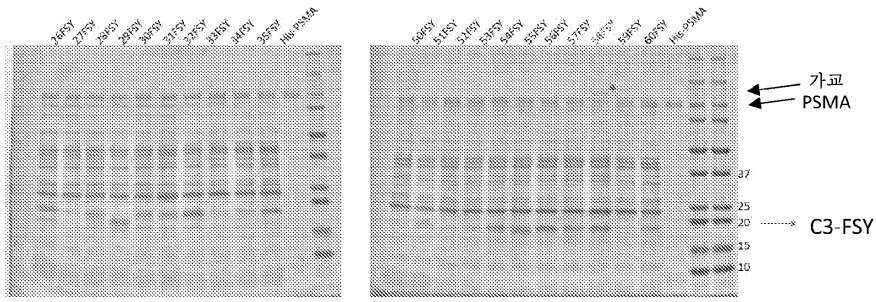 26FSY 27FSY 28FSY 29FSY 30FSY 31FSY 32FSY 33FSY 34FSY 35FSY His-PSMA
50FSY 51FSY 52FSY 53FSY 54FSY 55FSY 56FSY 57FSY 58FSY 59FSY 60FSY His-PSMA
가교
PSMA
37
25
20
C3-FSY
15
10